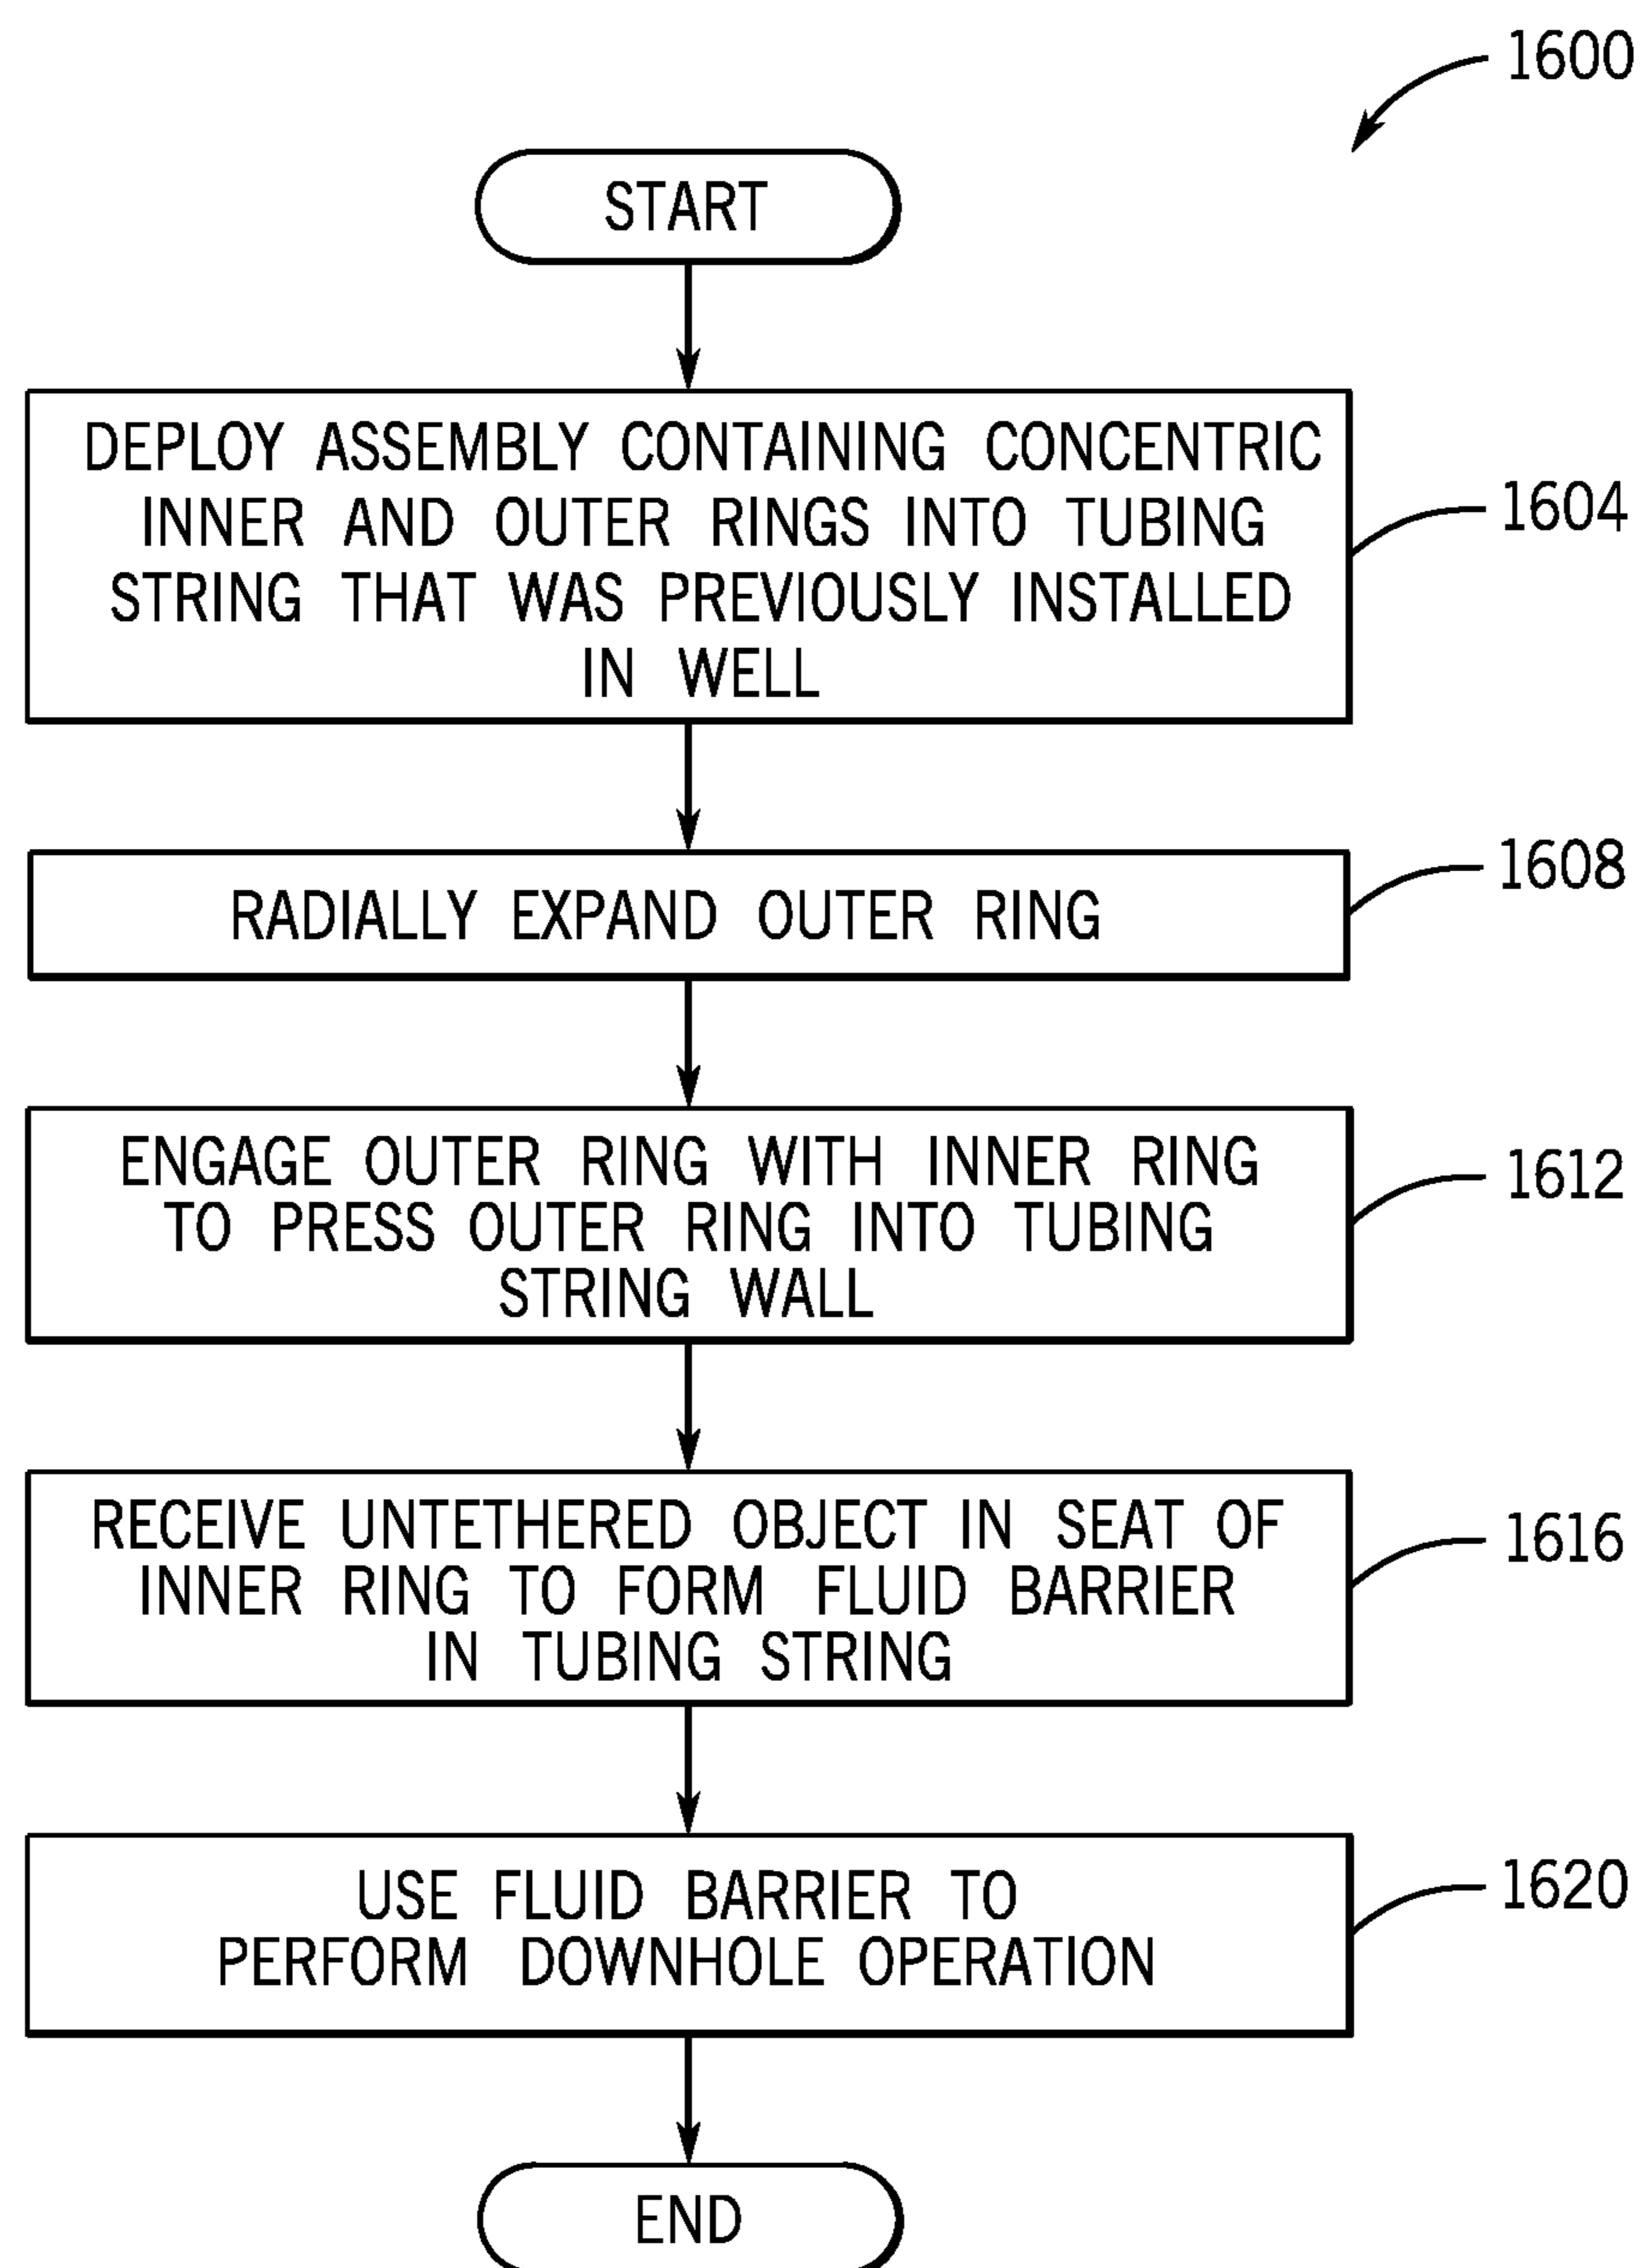 1600
START
DEPLOY ASSEMBLY CONTAINING CONCENTRIC
INNER AND OUTER RINGS INTO TUBING
STRING THAT WAS PREVIOUSLY INSTALLED
IN WELL
1604
RADIALLY EXPAND OUTER RING
1608
ENGAGE OUTER RING WITH INNER RING
TO PRESS OUTER RING INTO TUBING
STRING WALL
1612
RECEIVE UNTETHERED OBJECT IN SEAT OF
INNER RING TO FORM FLUID BARRIER
IN TUBING STRING
1616
USE FLUID BARRIER TO
PERFORM DOWNHOLE OPERATION
1620
END